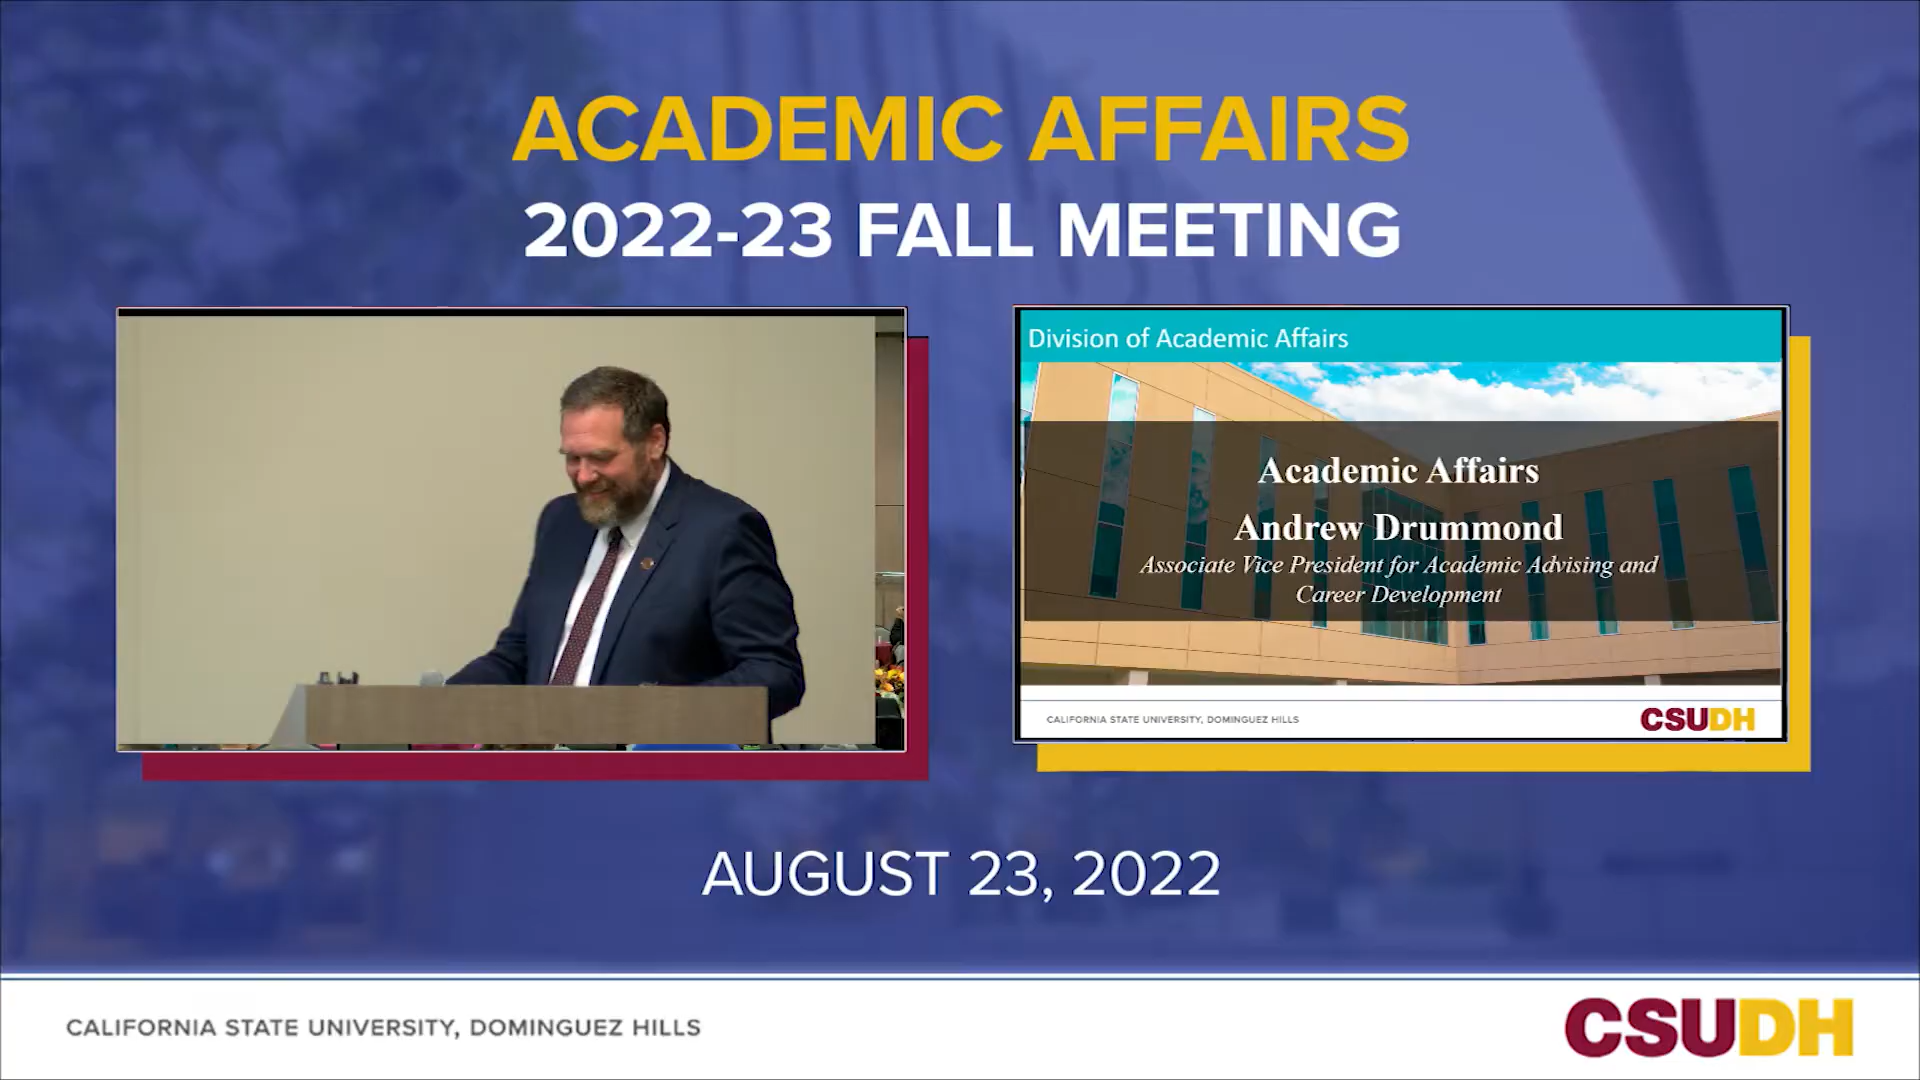 ACADEMIC AFFAIRS
2022-23 FALL MEETING
Division of Academic Affairs
Academic Affairs
Andrew Drummond
Associate Vice President for Academic Advising and
Career Development
CALIFORNIA STATE UNIVERSITY, DOMINGUEZ HILLS
CSUDH
AUGUST 23, 2022
CALIFORNIA STATE UNIVERSITY, DOMINGUEZ HILLS
CSUDH